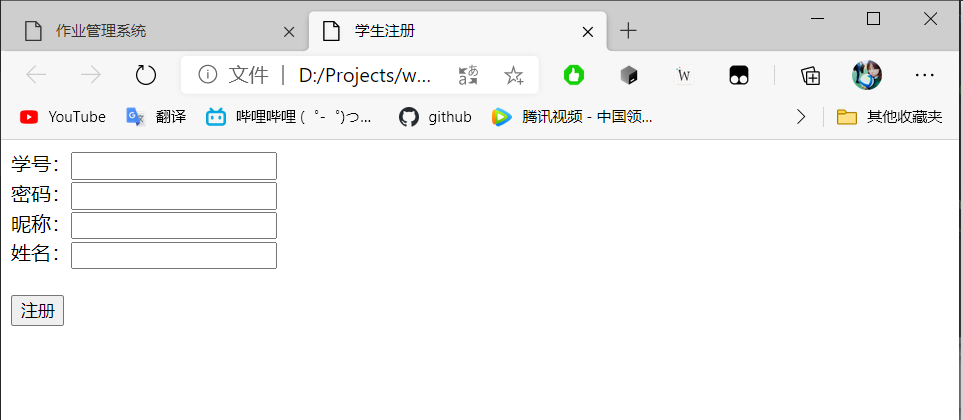 作业管理系统
学生注册
文件 | D:/Projects/w...
YouTube
翻译
哔哩哔哩 ( ゜- ゜)つ...
github
腾讯视频 - 中国领...
其他收藏夹
学号：
密码：
昵称：
姓名：
注册